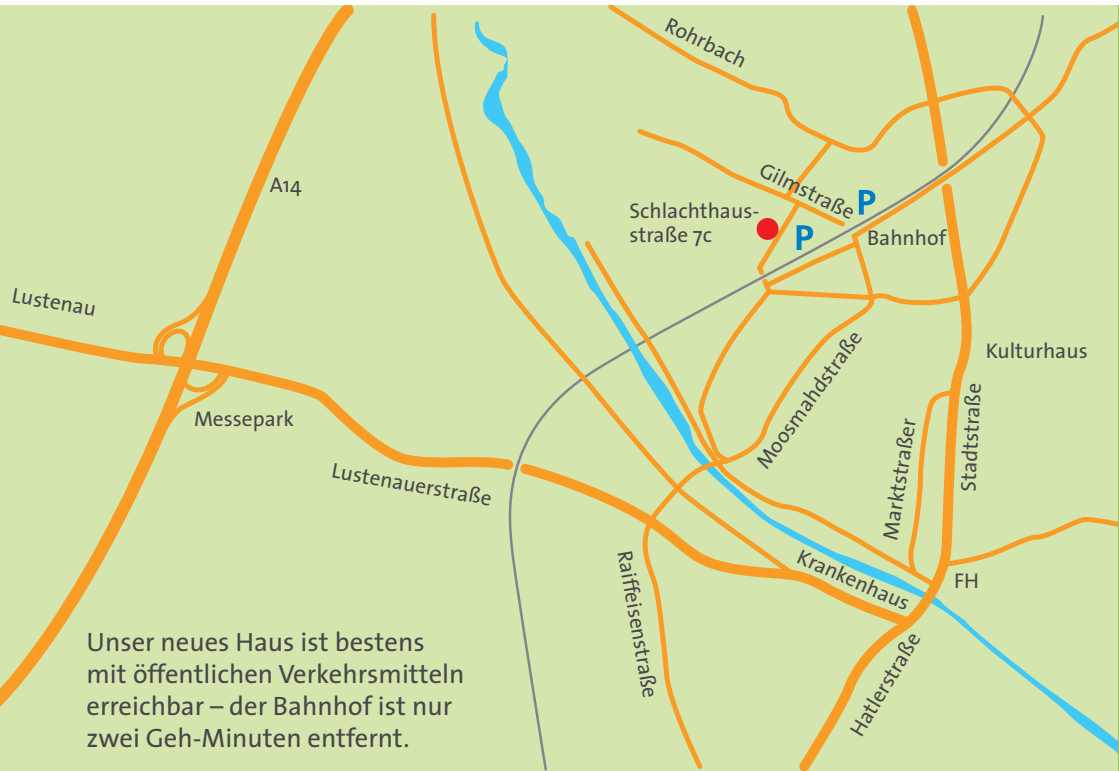 Rohrbach
A14
Gilmstraße
P
Schlachthaus-
straße 7c
P
Bahnhof
Lustenau
Kulturhaus
Messepark
Moosmahdstraße
Stadtstraße
Marktstraßer
Lustenauerstraße
Krankenhaus
FH
Raiffeisenstraße
Hatlerstraße
Unser neues Haus ist bestens
mit öffentlichen Verkehrsmitteln
erreichbar – der Bahnhof ist nur
zwei Geh-Minuten entfernt.